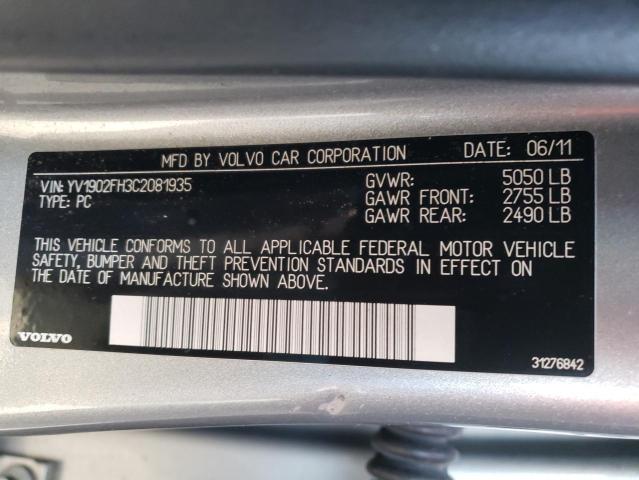 MFD BY VOLVO CAR CORPORATION DATE: 06/11
VIN: YV1902FH3C2081935 GVWR: 5050 LB
TYPE: PC GAWR FRONT: 2755 LB
GAWR REAR: 2490 LB
THIS VEHICLE CONFORMS TO ALL APPLICABLE FEDERAL MOTOR VEHICLE
SAFETY, BUMPER AND THEFT PREVENTION STANDARDS IN EFFECT ON
THE DATE OF MANUFACTURE SHOWN ABOVE.
VOLVO 31276842